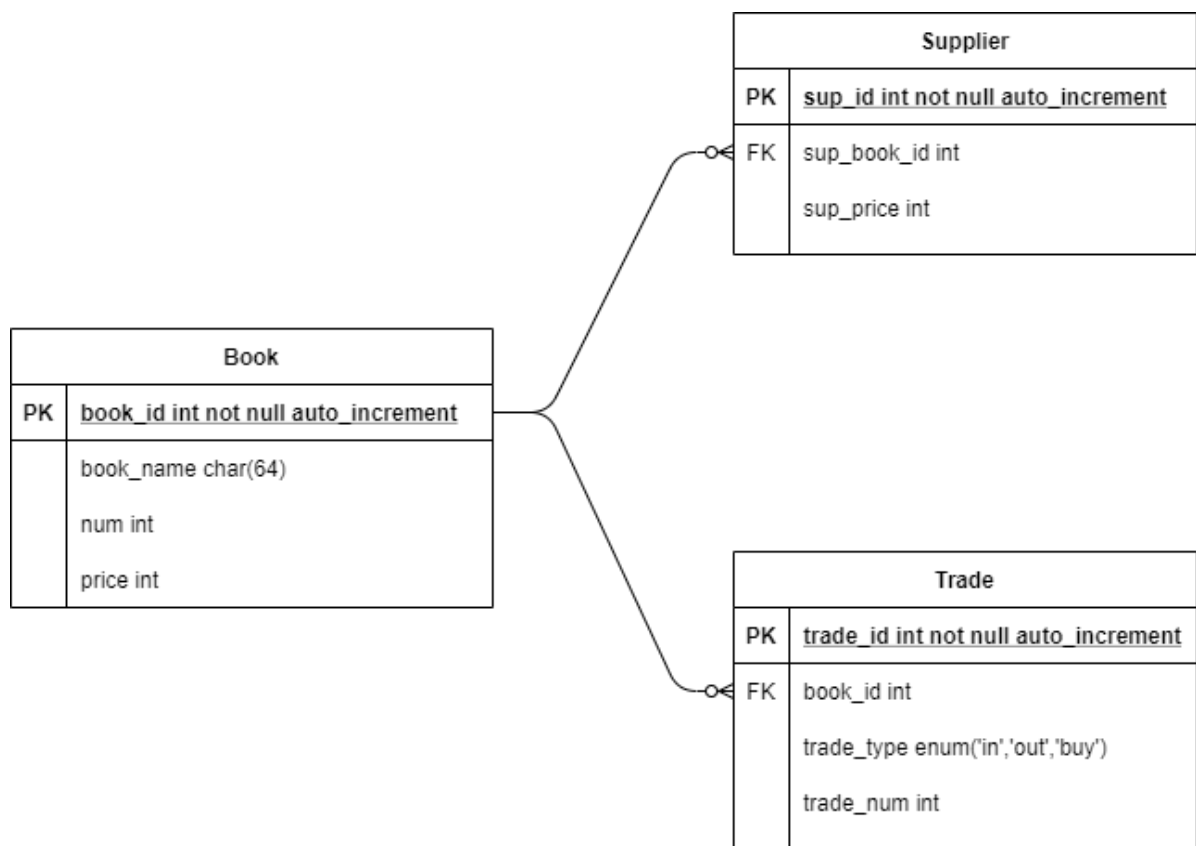 Supplier
PK sup_id int not null auto_increment
FK sup_book_id int
sup_price int
Book
PK book_id int not null auto_increment
book_name char(64)
num int
price int
Trade
PK trade_id int not null auto_increment
FK book_id int
trade_type enum('in','out','buy')
trade_num int